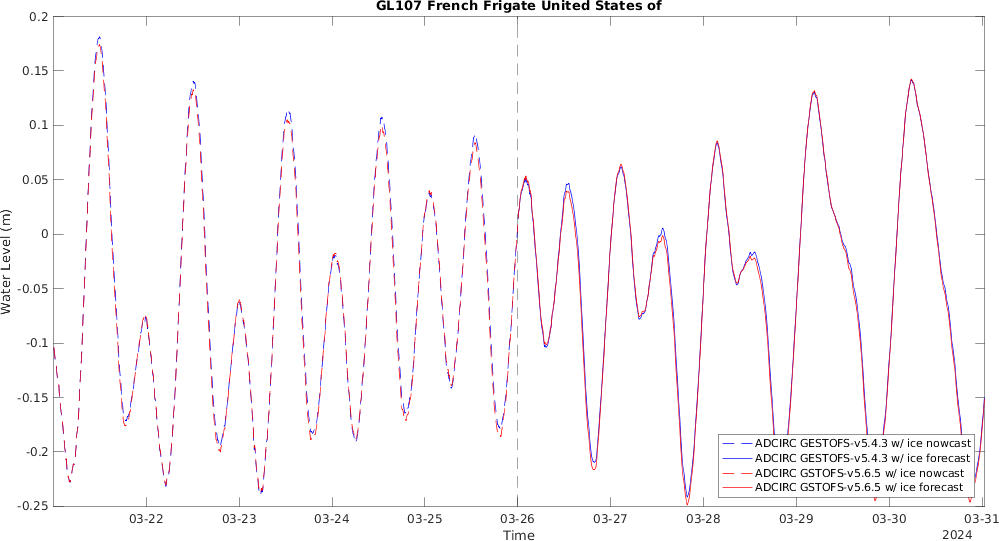 GL107 French Frigate United States of
0.2
0.15
0.1
0.05
0
-0.05
-0.1
-0.15
-0.2
-0.25
Water Level (m)
ADCIRC GESTOFS-v5.4.3 w/ ice nowcast
ADCIRC GESTOFS-v5.4.3 w/ ice forecast
ADCIRC GSTOFS-v5.6.5 w/ ice nowcast
ADCIRC GSTOFS-v5.6.5 w/ ice forecast
03-22 03-23 03-24 03-25 03-26 03-27 03-28 03-29 03-30 03-31
Time
2024